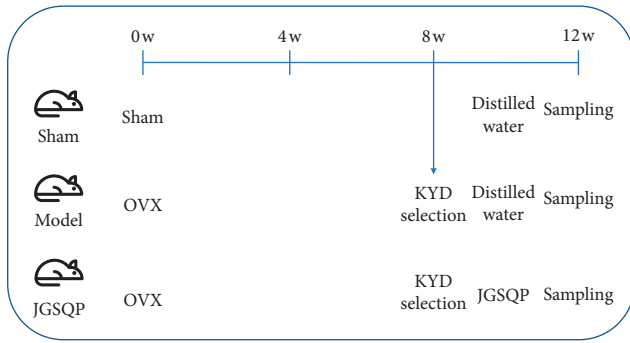 0 w 4 w 8 w 12 w
Sham Sham Distilled water Sampling
Model OVX KYD selection Distilled water Sampling
JGSQP OVX KYD selection JGSQP Sampling